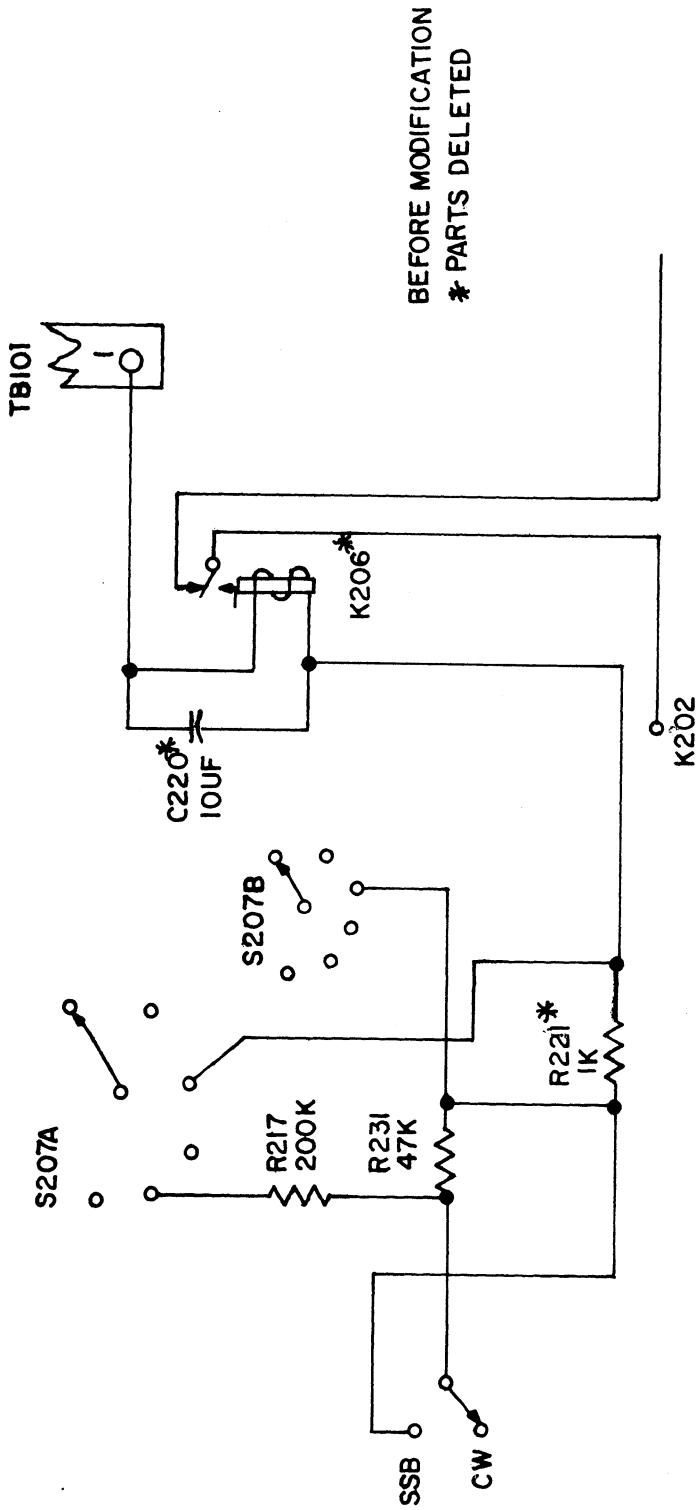 TB101
1
BEFORE MODIFICATION
* PARTS DELETED
K206*
C220*
10UF
K202
S207B
S207A
R217
200K
R231
47K
R221*
1K
SSB
CW